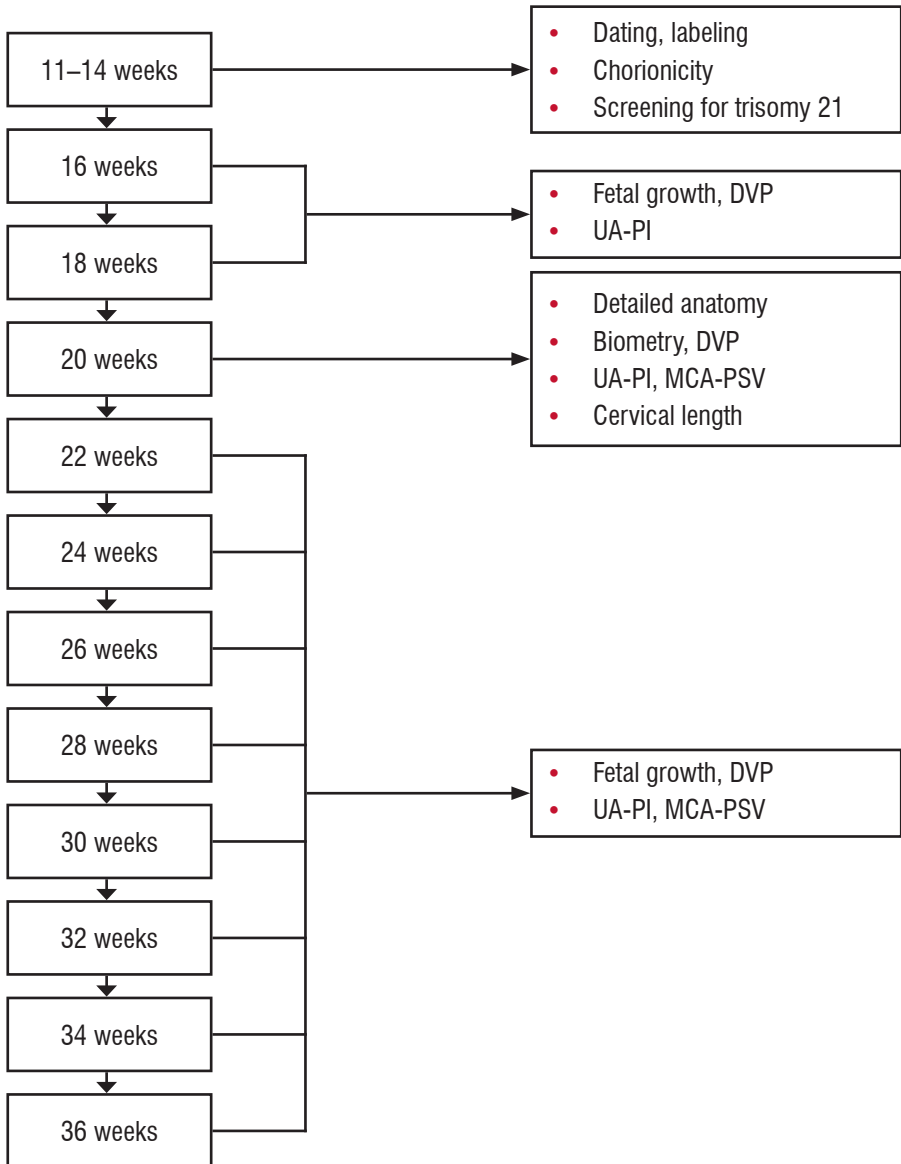 11–14 weeks
• Dating, labeling
• Chorionicity
• Screening for trisomy 21
16 weeks
18 weeks
• Fetal growth, DVP
• UA-PI
20 weeks
• Detailed anatomy
• Biometry, DVP
• UA-PI, MCA-PSV
• Cervical length
22 weeks
24 weeks
26 weeks
28 weeks
30 weeks
32 weeks
34 weeks
36 weeks
• Fetal growth, DVP
• UA-PI, MCA-PSV